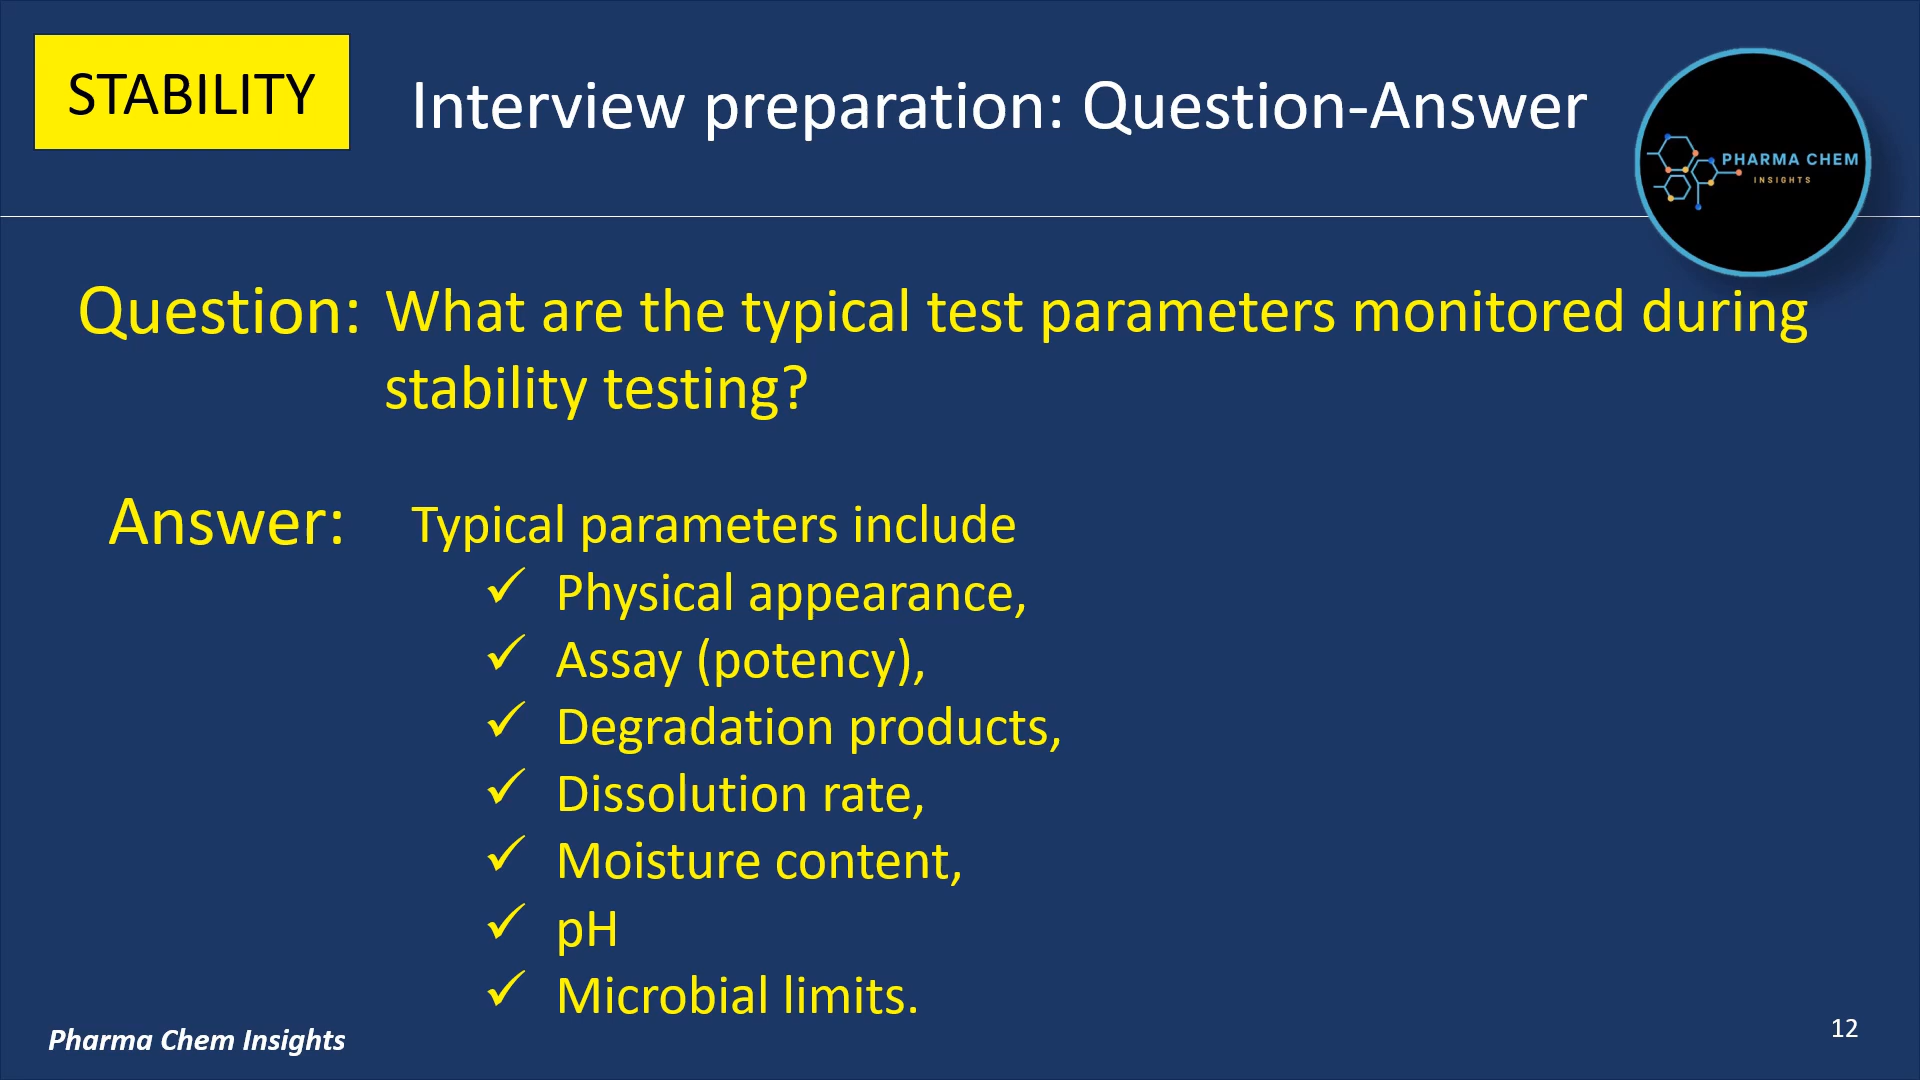 STABILITY
Interview preparation: Question-Answer
PHARMA CHEM
INSIGHTS
Question: What are the typical test parameters monitored during
stability testing?
Answer: Typical parameters include
✓ Physical appearance,
✓ Assay (potency),
✓ Degradation products,
✓ Dissolution rate,
✓ Moisture content,
✓ pH
✓ Microbial limits.
Pharma Chem Insights
12